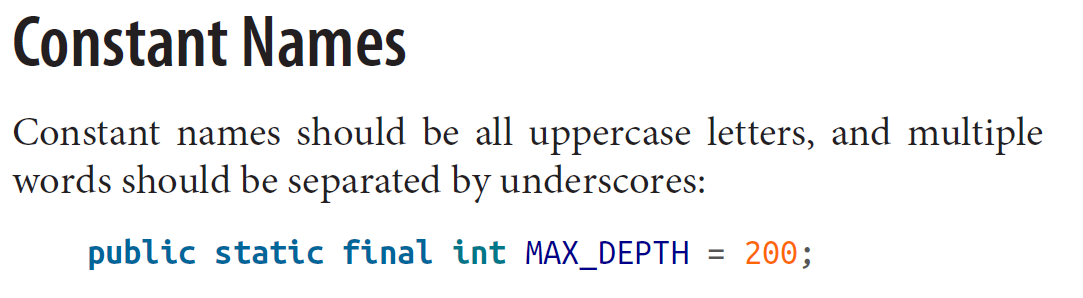 Constant Names
Constant names should be all uppercase letters, and multiple
words should be separated by underscores:
public static final int MAX_DEPTH = 200;